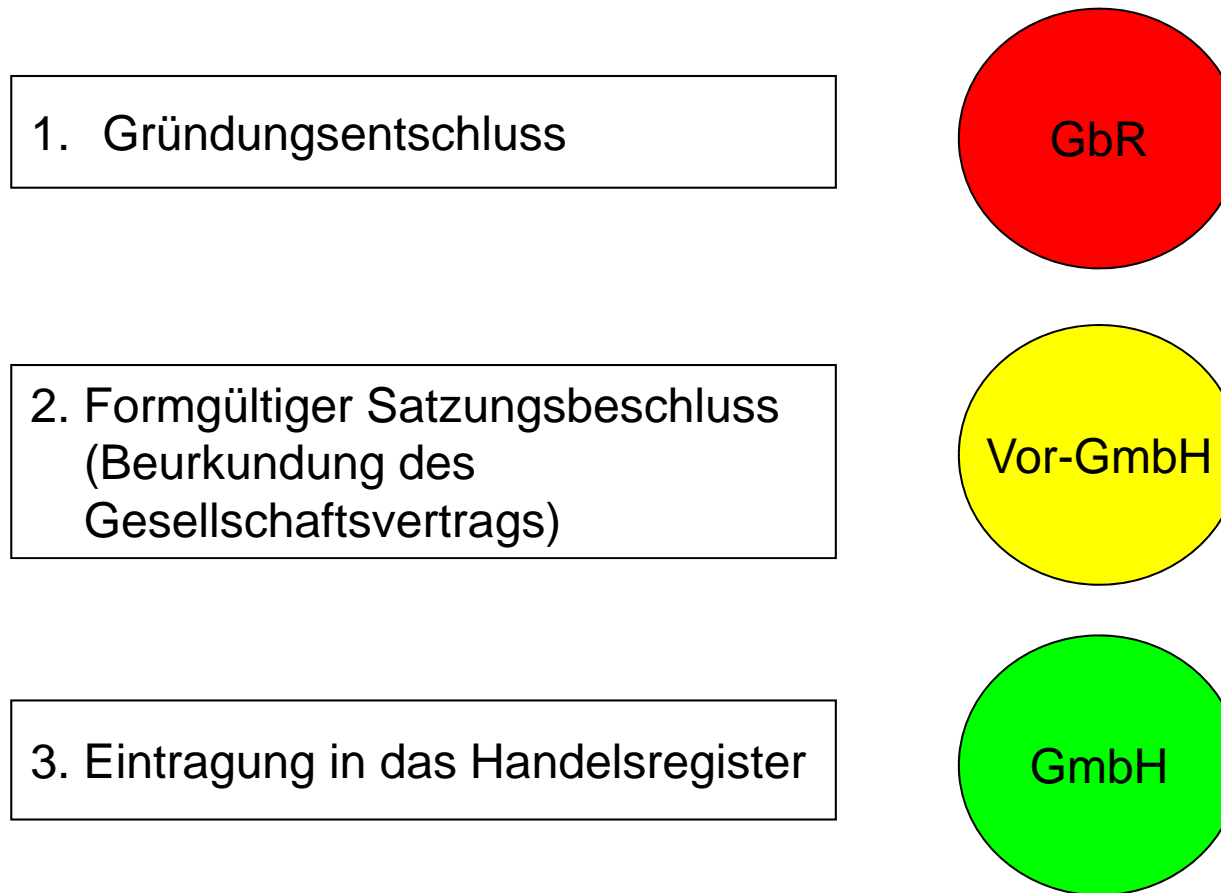 1. Gründungsentschluss
GbR
2. Formgültiger Satzungsbeschluss
(Beurkundung des
Gesellschaftsvertrags)
Vor-GmbH
3. Eintragung in das Handelsregister
GmbH